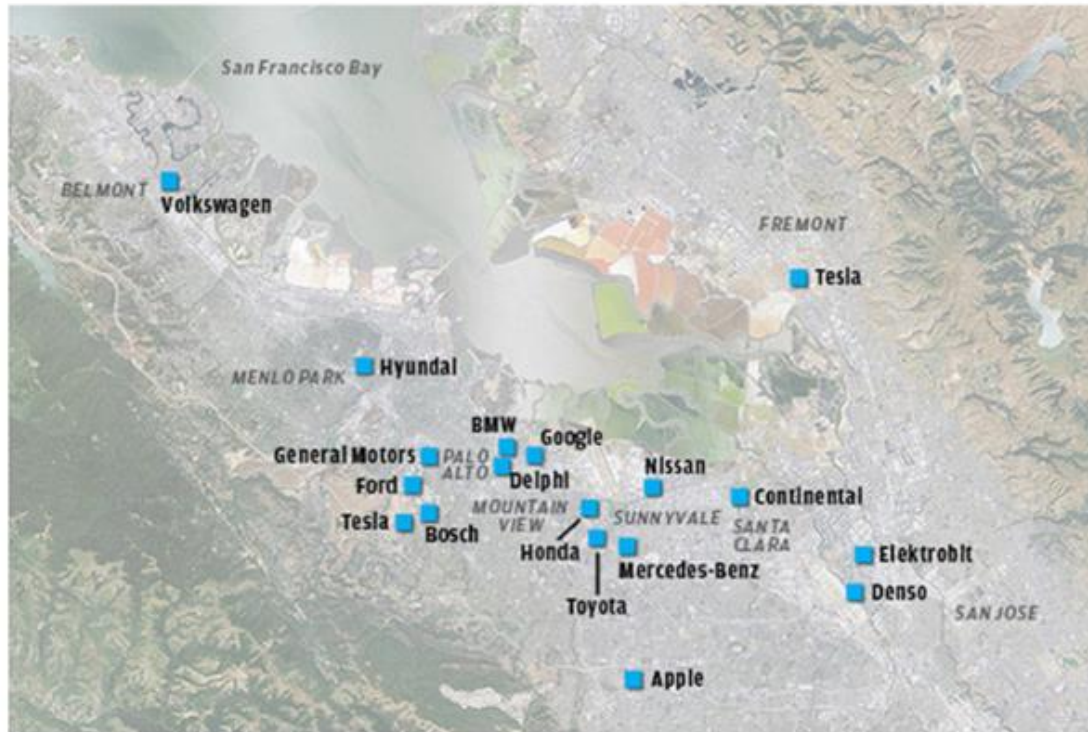 San Francisco Bay
BELMONT
Volkswagen
FREMONT
Tesla
MENLO PARK
Hyundai
BMW
Google
General Motors
PALO
ALTO
Delphi
Nissan
Ford
Continental
MOUNTAIN
VIEW
SUNNYVALE
SANTA
CLARA
Tesla
Bosch
Honda
Mercedes-Benz
Elektrobit
Toyota
Denso
SAN JOSE
Apple